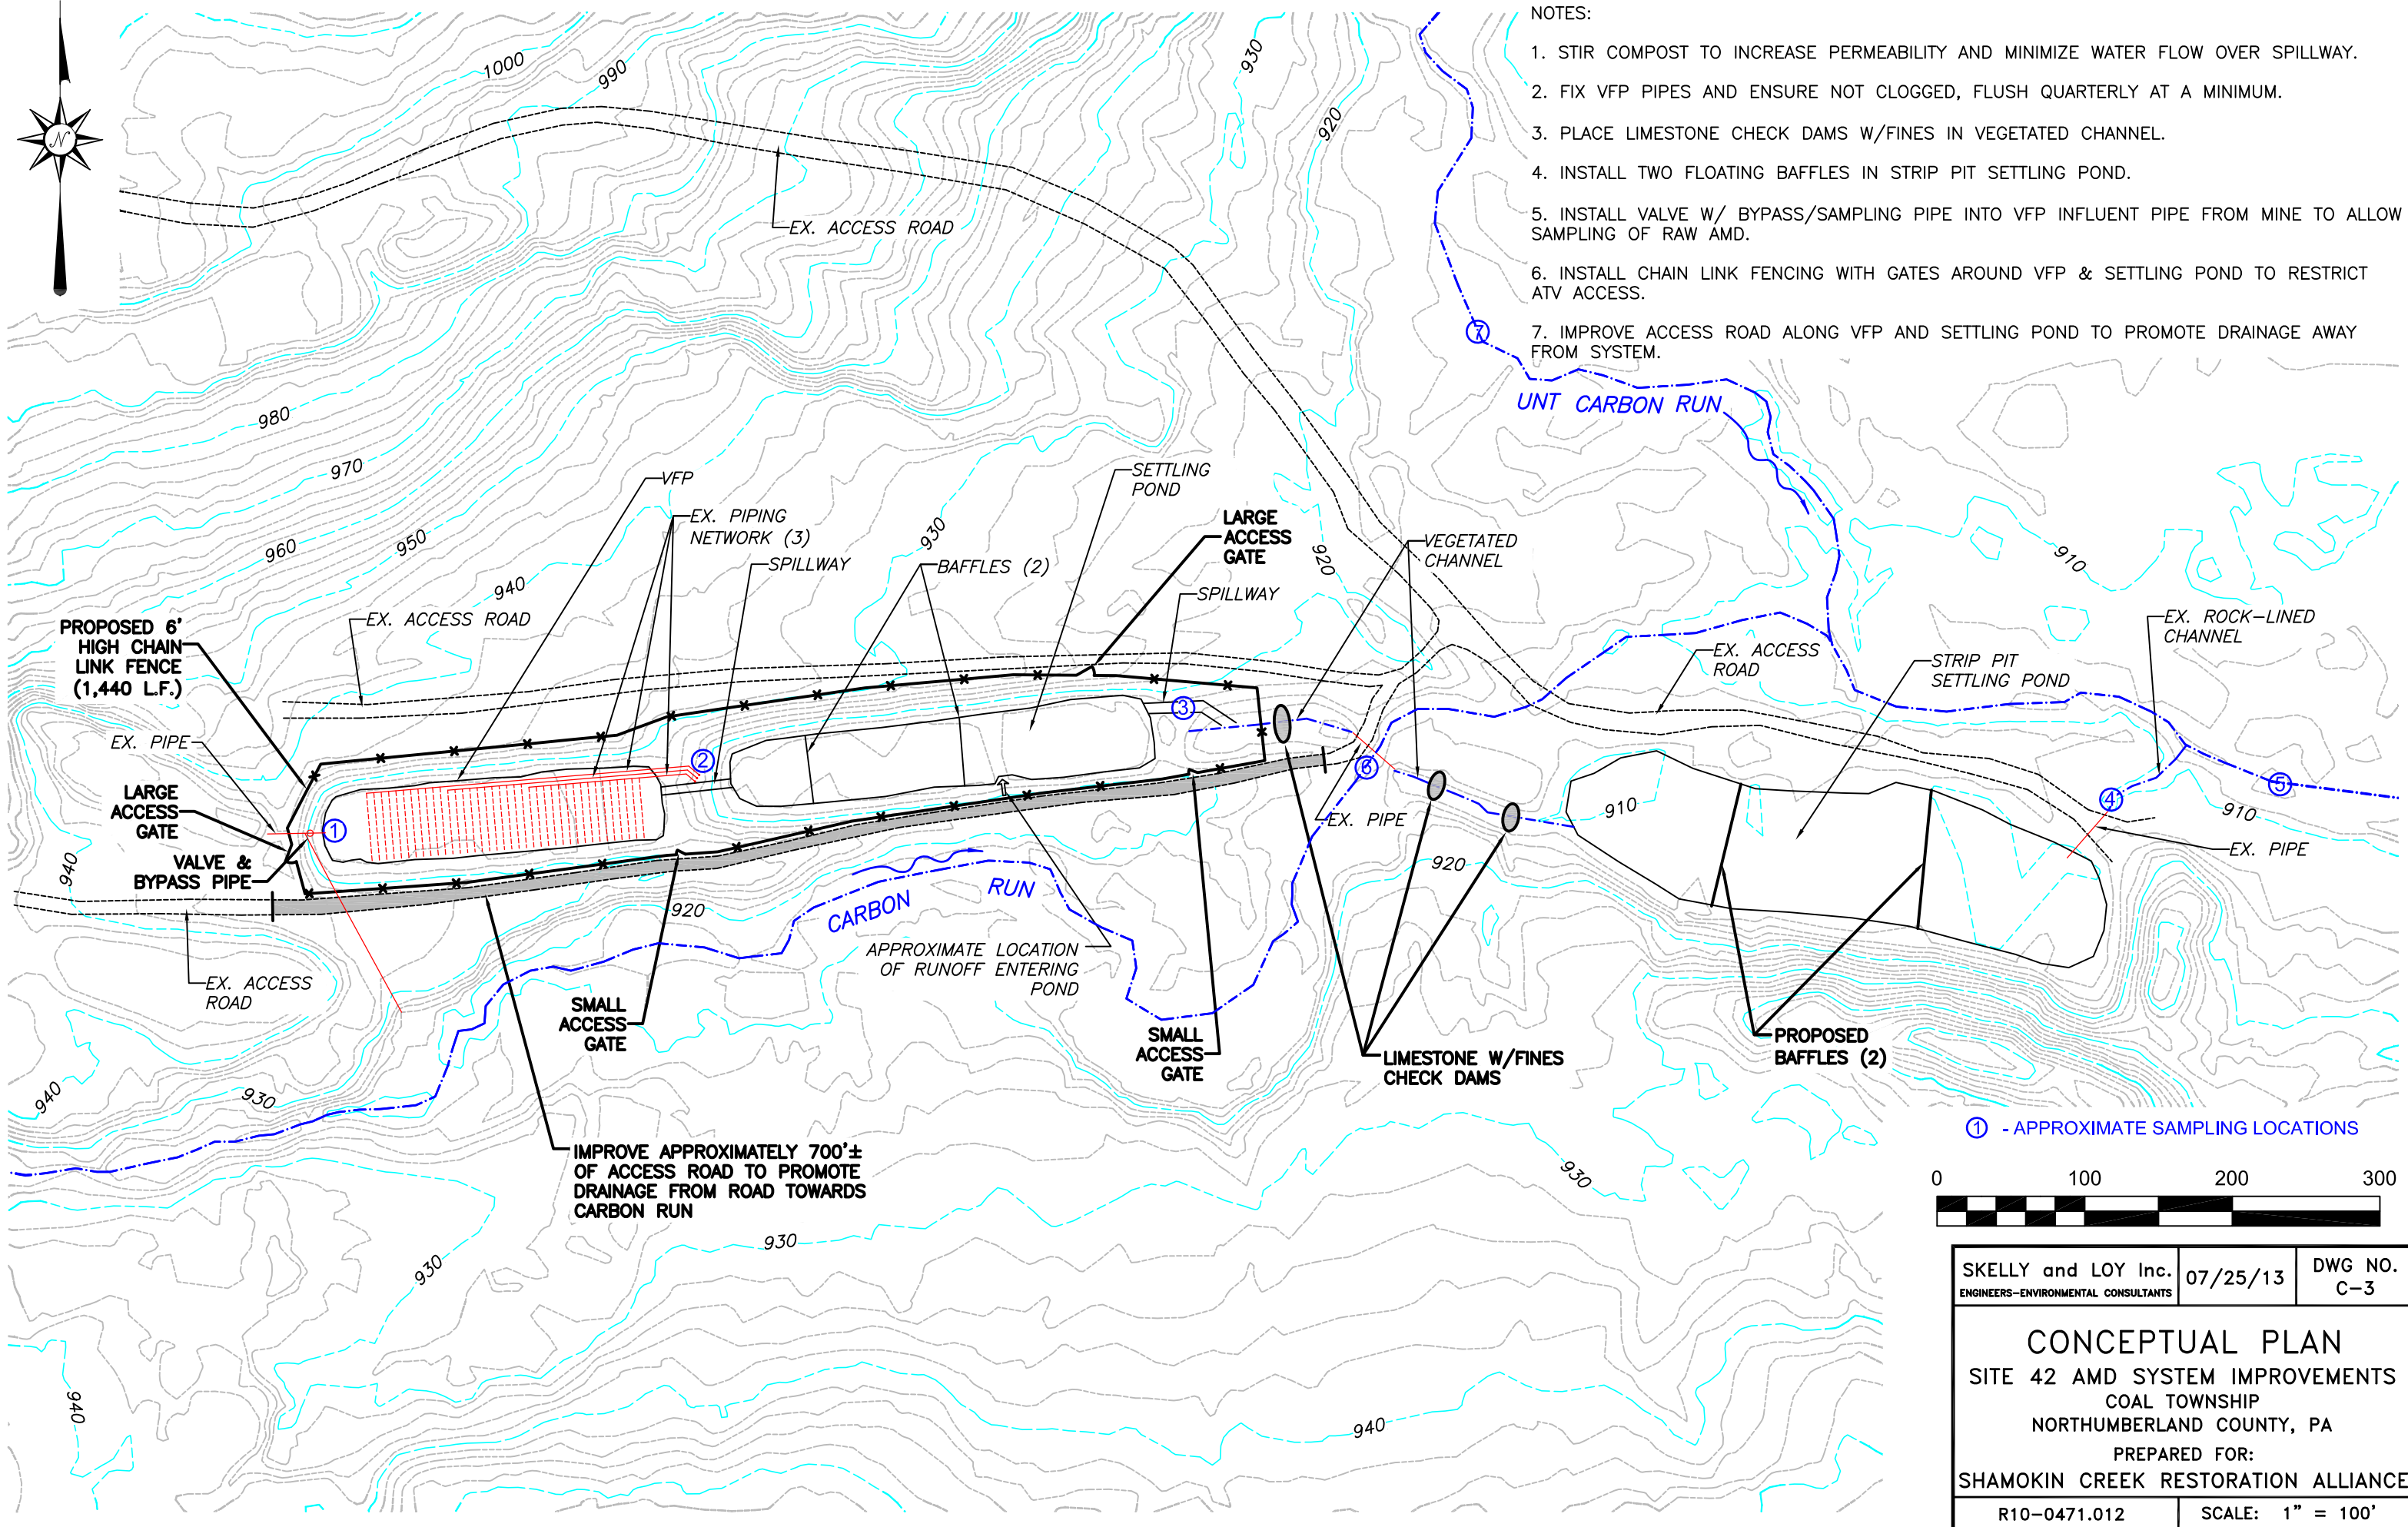 NOTES:
1. STIR COMPOST TO INCREASE PERMEABILITY AND MINIMIZE WATER FLOW OVER SPILLWAY.
2. FIX VFP PIPES AND ENSURE NOT CLOGGED, FLUSH QUARTERLY AT A MINIMUM.
3. PLACE LIMESTONE CHECK DAMS W/FINES IN VEGETATED CHANNEL.
4. INSTALL TWO FLOATING BAFFLES IN STRIP PIT SETTLING POND.
5. INSTALL VALVE W/ BYPASS/SAMPLING PIPE INTO VFP INFLUENT PIPE FROM MINE TO ALLOW
SAMPLING OF RAW AMD.
6. INSTALL CHAIN LINK FENCING WITH GATES AROUND VFP & SETTLING POND TO RESTRICT
ATV ACCESS.
7. IMPROVE ACCESS ROAD ALONG VFP AND SETTLING POND TO PROMOTE DRAINAGE AWAY
FROM SYSTEM.
N
1000
990
930
920
EX. ACCESS ROAD
980
970
960
950
940
930
920
7
UNT CARBON RUN
VFP
EX. PIPING
NETWORK (3)
SPILLWAY
BAFFLES (2)
SETTLING
POND
LARGE
ACCESS
GATE
SPILLWAY
VEGETATED
CHANNEL
910
EX. ROCK-LINED
CHANNEL
EX. ACCESS
ROAD
STRIP PIT
SETTLING POND
PROPOSED 6'
HIGH CHAIN
LINK FENCE
(1,440 L.F.)
EX. ACCESS ROAD
EX. PIPE
LARGE
ACCESS
GATE
VALVE &
BYPASS PIPE
1
2
3
6
4
5
910
910
EX. PIPE
EX. PIPE
940
920
920
CARBON RUN
EX. ACCESS
ROAD
APPROXIMATE LOCATION
OF RUNOFF ENTERING
POND
SMALL
ACCESS
GATE
SMALL
ACCESS
GATE
LIMESTONE W/FINES
CHECK DAMS
PROPOSED
BAFFLES (2)
940
930
IMPROVE APPROXIMATELY 700'±
OF ACCESS ROAD TO PROMOTE
DRAINAGE FROM ROAD TOWARDS
CARBON RUN
930
930
930
940
940
1 - APPROXIMATE SAMPLING LOCATIONS
0 100 200 300
SKELLY and LOY Inc.
ENGINEERS-ENVIRONMENTAL CONSULTANTS
07/25/13
DWG NO.
C-3
CONCEPTUAL PLAN
SITE 42 AMD SYSTEM IMPROVEMENTS
COAL TOWNSHIP
NORTHUMBERLAND COUNTY, PA
PREPARED FOR:
SHAMOKIN CREEK RESTORATION ALLIANCE
R10-0471.012
SCALE: 1" = 100'